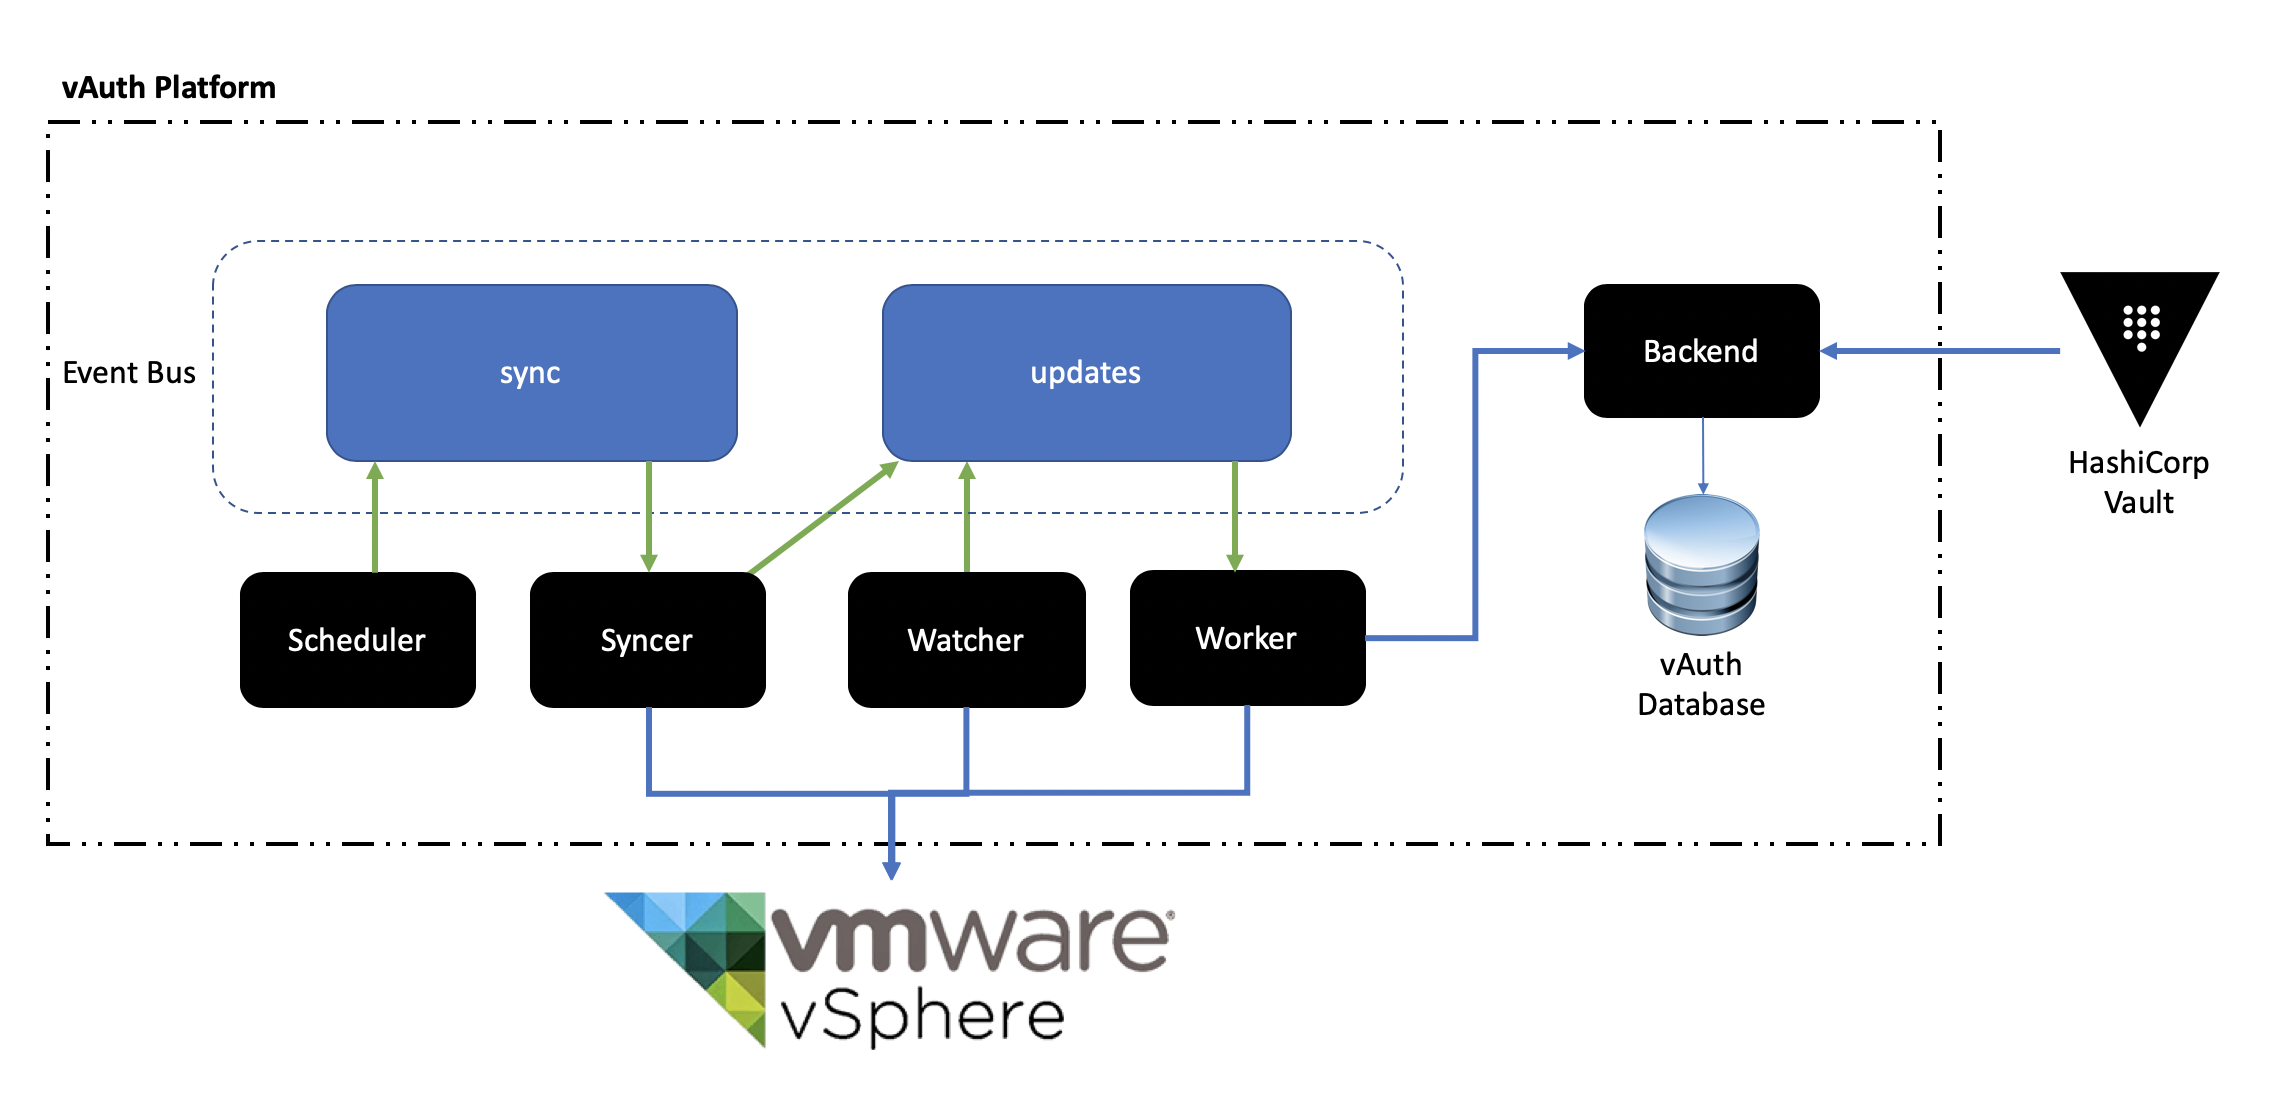 vAuth Platform
Event Bus
sync
updates
Backend
HashiCorp
Vault
Scheduler
Syncer
Watcher
Worker
vAuth
Database
vmware®
vSphere